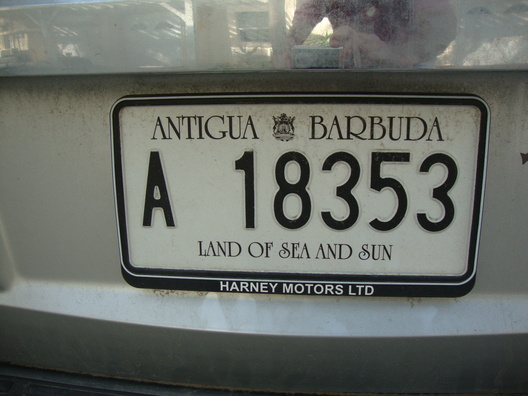 ANTIGUA BARBUDA
A 18353
LAND OF SEA AND SUN
HARNEY MOTORS LTD